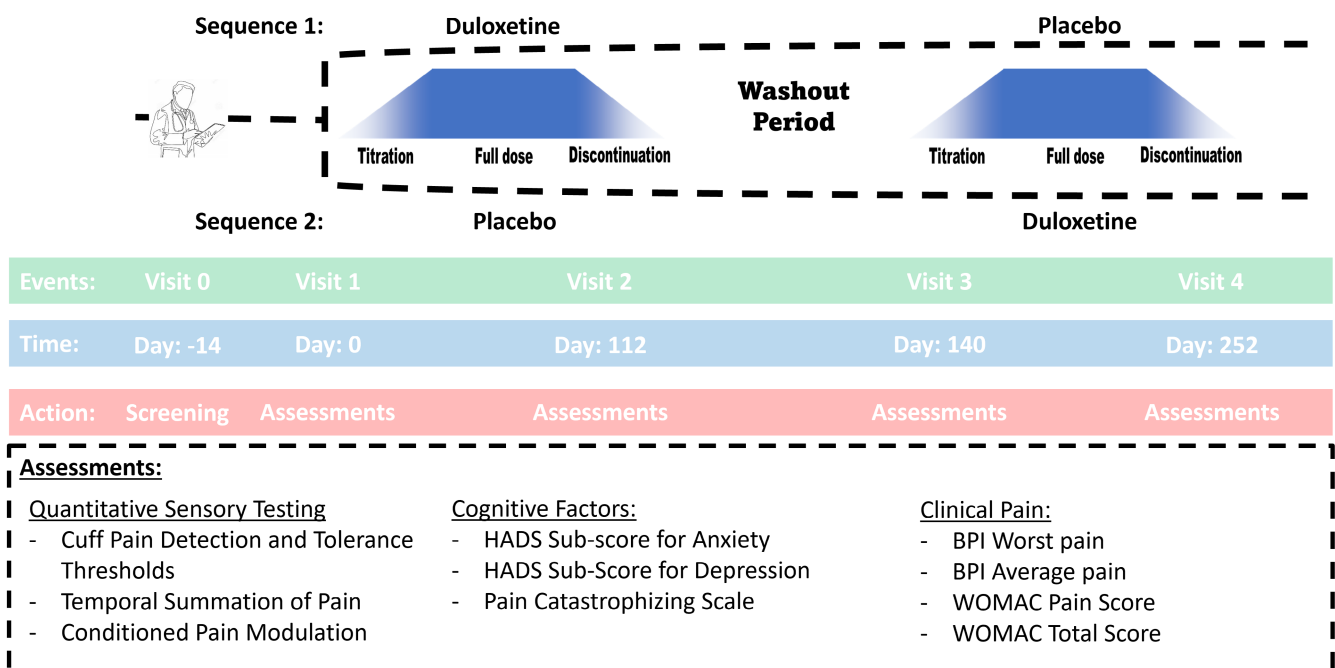 Sequence 1: Duloxetine Placebo
Washout
Period
Titration Full dose Discontinuation Titration Full dose Discontinuation
Sequence 2: Placebo Duloxetine
Events: Visit 0 Visit 1 Visit 2 Visit 3 Visit 4
Time: Day: -14 Day: 0 Day: 112 Day: 140 Day: 252
Action: Screening Assessments Assessments Assessments Assessments
Assessments:
Quantitative Sensory Testing
- Cuff Pain Detection and Tolerance
Thresholds
- Temporal Summation of Pain
- Conditioned Pain Modulation
Cognitive Factors:
- HADS Sub-score for Anxiety
- HADS Sub-Score for Depression
- Pain Catastrophizing Scale
Clinical Pain:
- BPI Worst pain
- BPI Average pain
- WOMAC Pain Score
- WOMAC Total Score